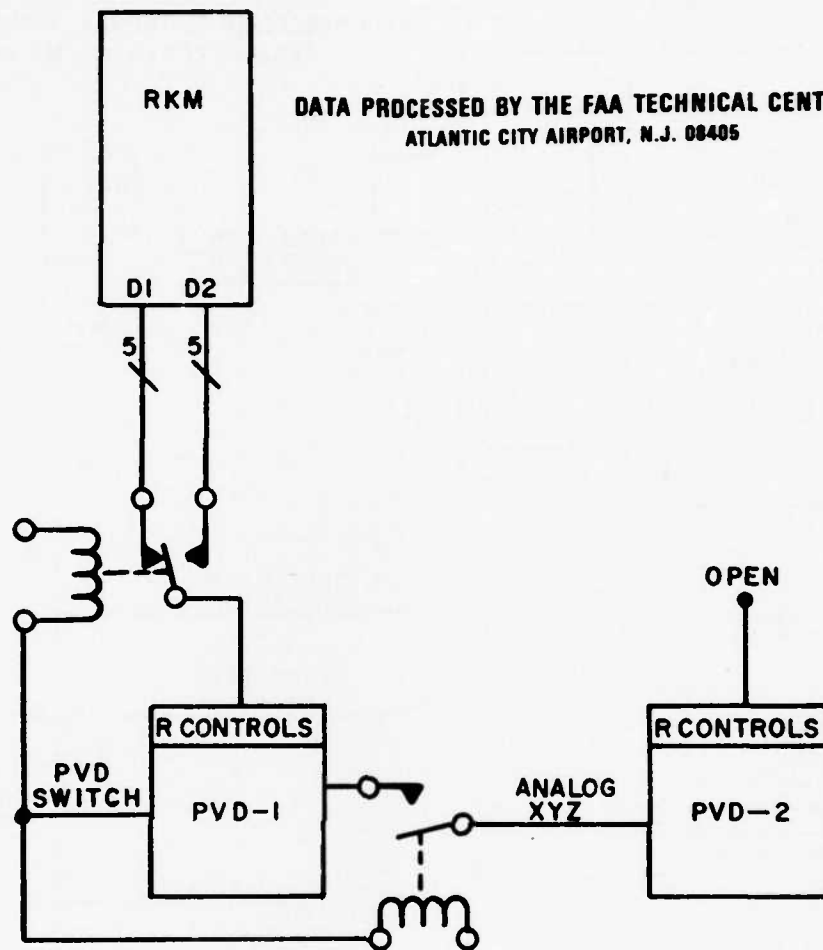 RKM
DATA PROCESSED BY THE FAA TECHNICAL CENT
ATLANTIC CITY AIRPORT, N.J. 08405
D1 D2
5 5
OPEN
R CONTROLS
R CONTROLS
PVD
SWITCH
PVD-1
ANALOG
XYZ
PVD-2